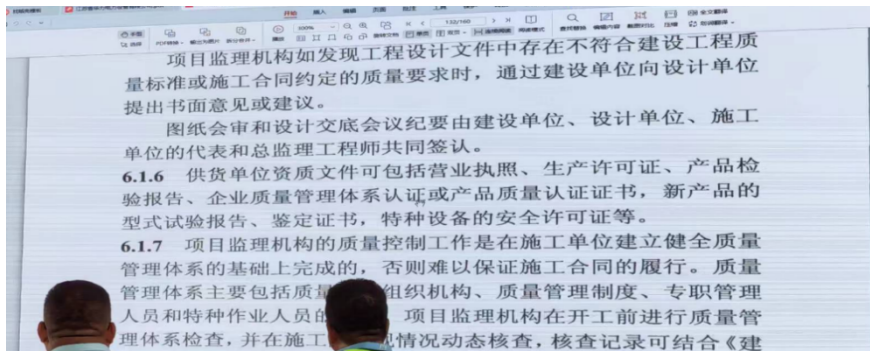 开始 插入 编辑 页面
100%
132/160
项目监理机构如发现工程设计文件中存在不符合建设工程质
量标准或施工合同约定的质量要求时，通过建设单位向设计单位
提出书面意见或建议。
图纸会审和设计交底会议纪要由建设单位、设计单位、施工
单位的代表和总监理工程师共同签认。
6.1.6 供货单位资质文件可包括营业执照、生产许可证、产品检
验报告、企业质量管理体系认证或产品质量认证证书，新产品的
型式试验报告、鉴定证书，特种设备的安全许可证等。
6.1.7 项目监理机构的质量控制工作是在施工单位建立健全质量
管理体系的基础上完成的，否则难以保证施工合同的履行。质量
管理体系主要包括质量 组织机构、质量管理制度、专职管理
人员和特种作业人员的 项目监理机构在开工前进行质量管
理体系检查，并在施工 情况动态核查，核查记录可结合《建